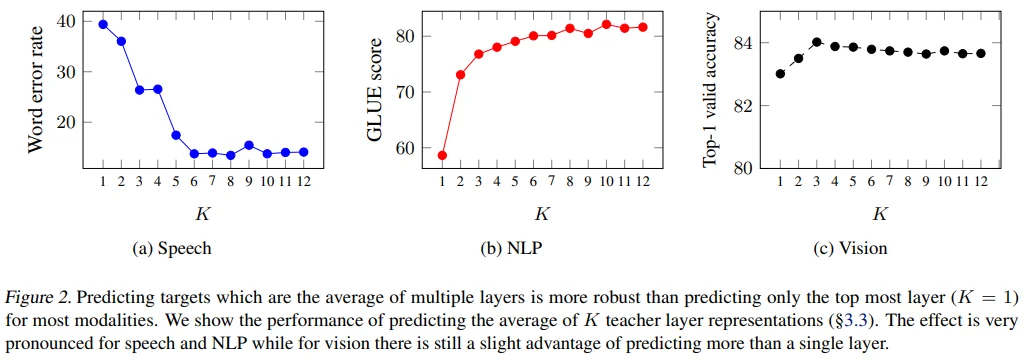 40
30
20
Word error rate
1 2 3 4 5 6 7 8 9 10 11 12
K
(a) Speech
80
70
60
GLUE score
1 2 3 4 5 6 7 8 9 10 11 12
K
(b) NLP
84
82
80
Top-1 valid accuracy
1 2 3 4 5 6 7 8 9 10 11 12
K
(c) Vision
Figure 2. Predicting targets which are the average of multiple layers is more robust than predicting only the top most layer (K = 1)
for most modalities. We show the performance of predicting the average of K teacher layer representations (§3.3). The effect is very
pronounced for speech and NLP while for vision there is still a slight advantage of predicting more than a single layer.